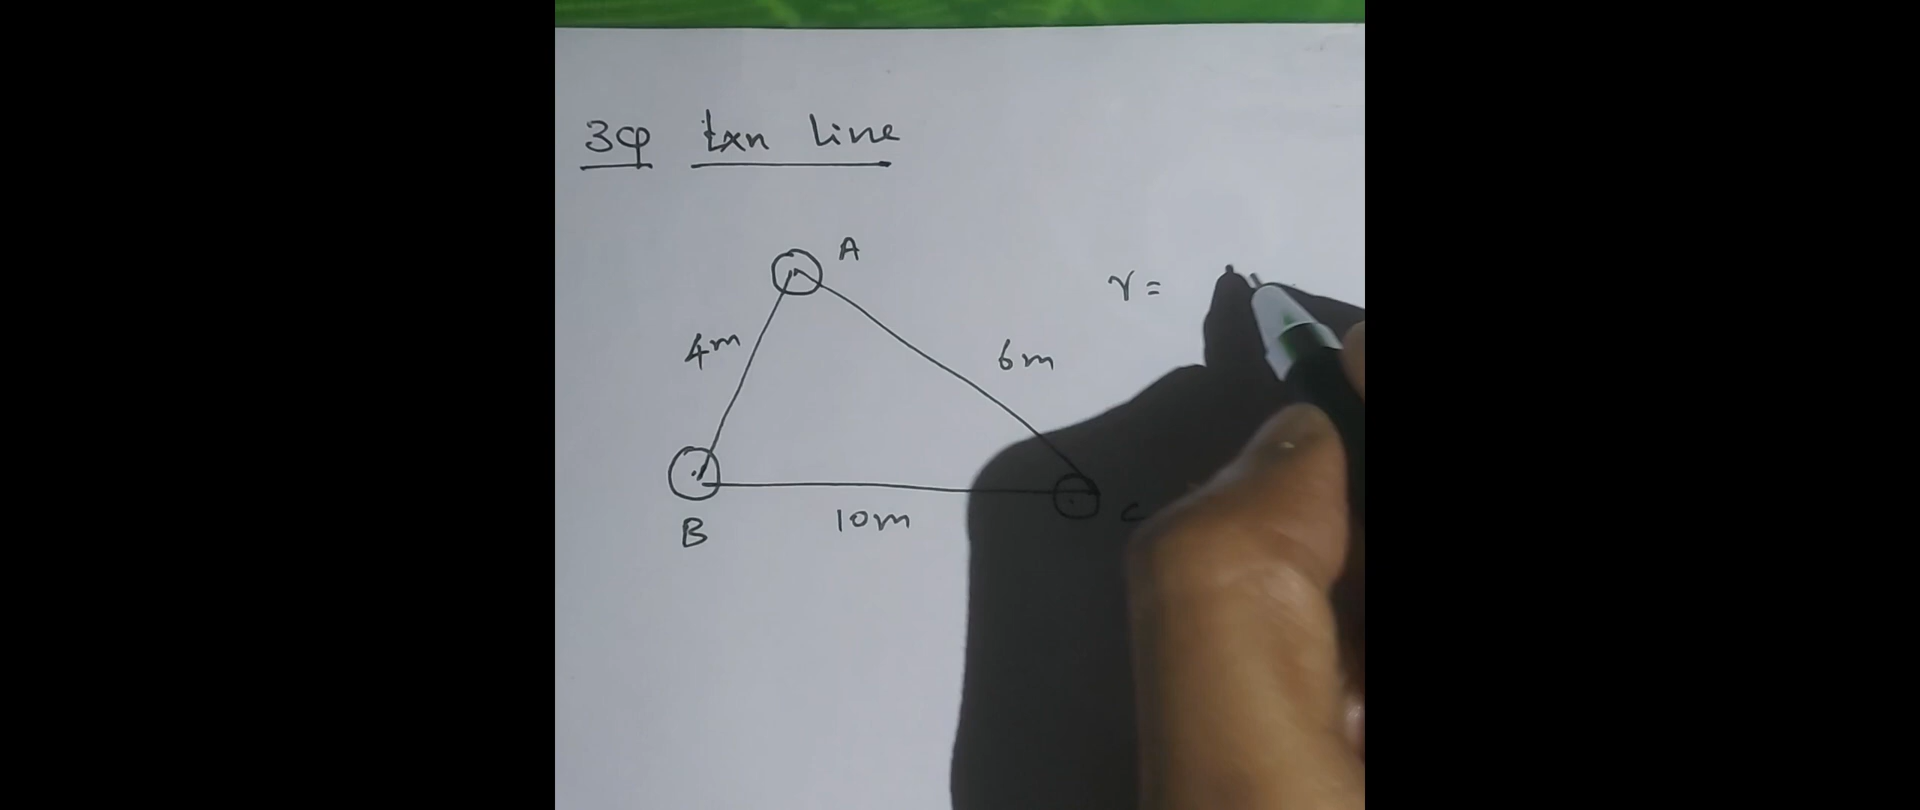 3φ txn line
A
r =
4m
6m
B
10m
C